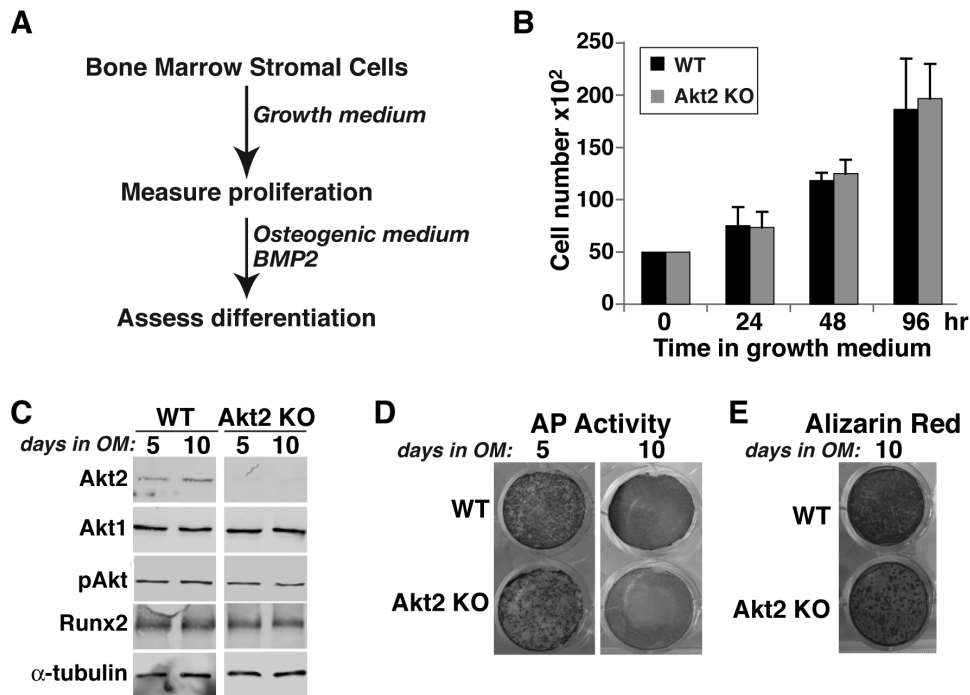 A
Bone Marrow Stromal Cells
Growth medium
Measure proliferation
Osteogenic medium
BMP2
Assess differentiation
B
Cell number x10²
250
200
150
100
50
0
WT
Akt2 KO
0 24 48 96 hr
Time in growth medium
C
WT Akt2 KO
days in OM: 5 10 5 10
Akt2
Akt1
pAkt
Runx2
α-tubulin
D
AP Activity
days in OM: 5 10
WT
Akt2 KO
E
Alizarin Red
days in OM: 10
WT
Akt2 KO